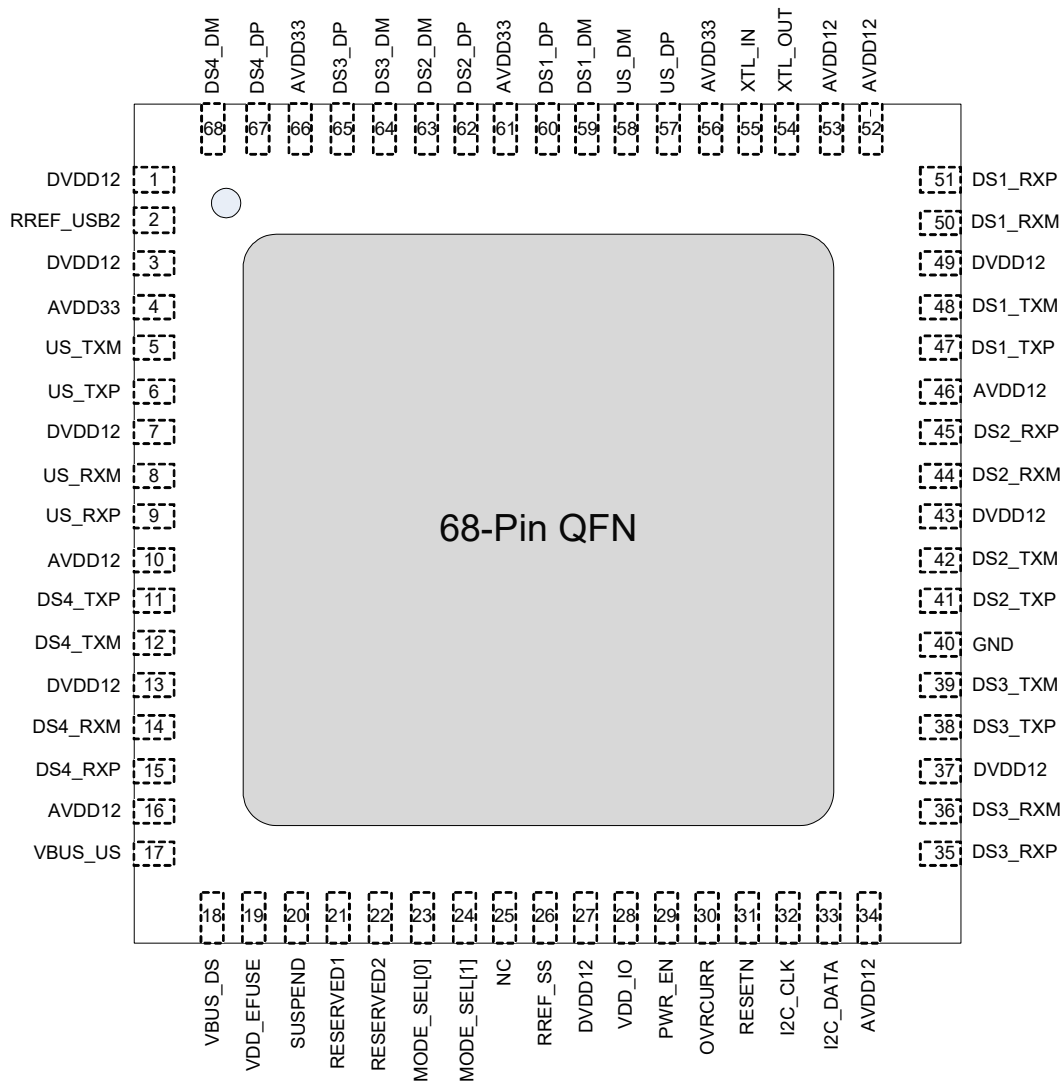 DS4_DM
DS4_DP
AVDD33
DS3_DP
DS3_DM
DS2_DM
DS2_DP
AVDD33
DS1_DP
DS1_DM
US_DM
US_DP
AVDD33
XTL_IN
XTL_OUT
AVDD12
AVDD12
68 67 66 65 64 63 62 61 60 59 58 57 56 55 54 53 52
DVDD12 1
RREF_USB2 2
DVDD12 3
AVDD33 4
US_TXM 5
US_TXP 6
DVDD12 7
US_RXM 8
US_RXP 9
AVDD12 10
DS4_TXP 11
DS4_TXM 12
DVDD12 13
DS4_RXM 14
DS4_RXP 15
AVDD12 16
VBUS_US 17
68-Pin QFN
51 DS1_RXP
50 DS1_RXM
49 DVDD12
48 DS1_TXM
47 DS1_TXP
46 AVDD12
45 DS2_RXP
44 DS2_RXM
43 DVDD12
42 DS2_TXM
41 DS2_TXP
40 GND
39 DS3_TXM
38 DS3_TXP
37 DVDD12
36 DS3_RXM
35 DS3_RXP
18 19 20 21 22 23 24 25 26 27 28 29 30 31 32 33 34
VBUS_DS
VDD_EFUSE
SUSPEND
RESERVED1
RESERVED2
MODE_SEL[0]
MODE_SEL[1]
NC
RREF_SS
DVDD12
VDD_IO
PWR_EN
OVRCURR
RESETN
I2C_CLK
I2C_DATA
AVDD12